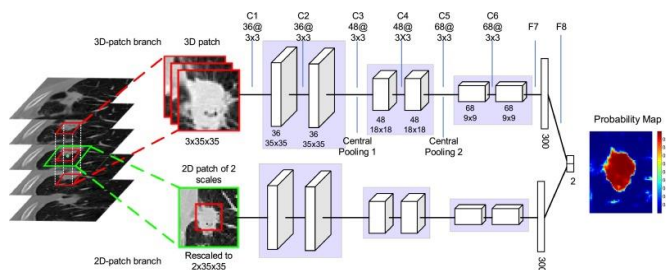 C1
36@
3x3
C2
36@
3x3
C3
48@
3x3
C4
48@
3X3
C5
68@
3x3
C6
68@
3x3
F7
F8
3D-patch branch
3D patch
3x35x35
36
35x35
36
35x35
48
18x18
48
18x18
68
9x9
68
9x9
Central
Pooling 1
Central
Pooling 2
300
2
Probability Map
2D patch of 2
scales
Rescaled to
2x35x35
2D-patch branch
300